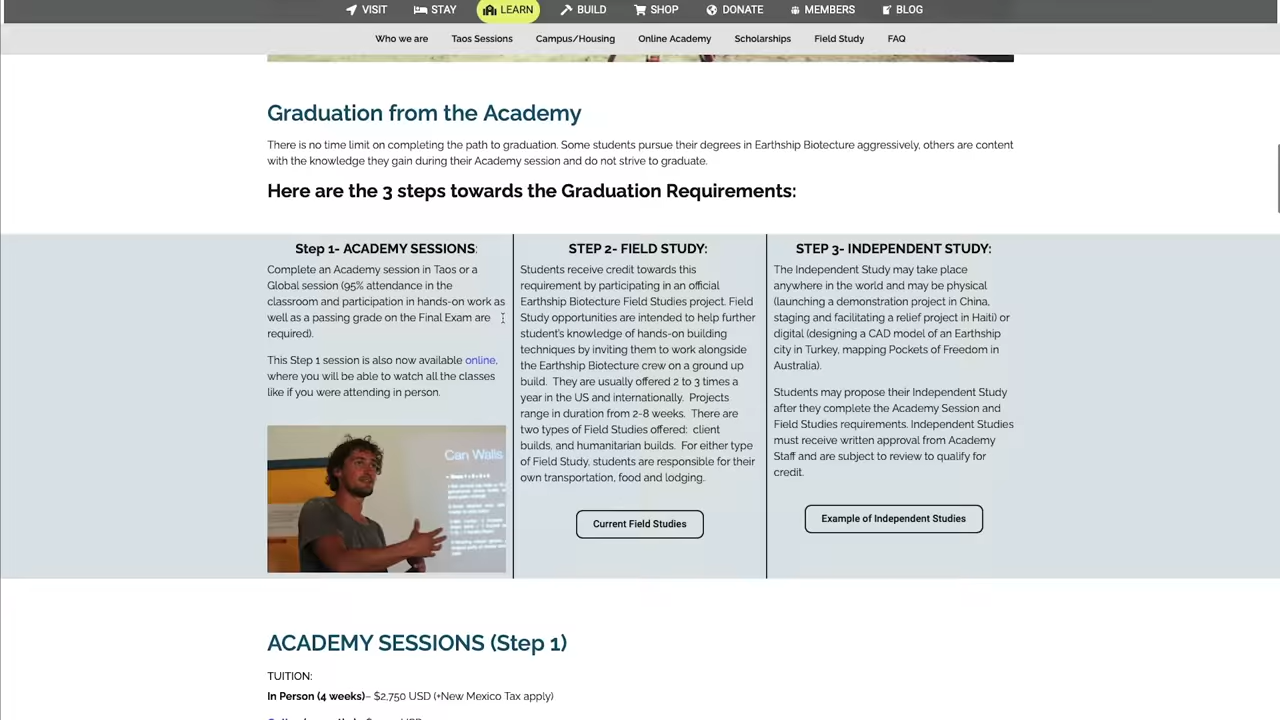 VISIT STAY LEARN BUILD SHOP DONATE MEMBERS BLOG
Who we are Taos Sessions Campus/Housing Online Academy Scholarships Field Study FAQ
Graduation from the Academy
There is no time limit on completing the path to graduation. Some students pursue their degrees in Earthship Biotecture aggressively, others are content
with the knowledge they gain during their Academy session and do not strive to graduate.
Here are the 3 steps towards the Graduation Requirements:
Step 1- ACADEMY SESSIONS:
Complete an Academy session in Taos or a
Global session (95% attendance in the
classroom and participation in hands-on work as
well as a passing grade on the Final Exam are
required).
This Step 1 session is also now available online,
where you will be able to watch all the classes
like if you were attending in person.
Can Walls
STEP 2- FIELD STUDY:
Students receive credit towards this
requirement by participating in an official
Earthship Biotecture Field Studies project. Field
Study opportunities are intended to help further
student's knowledge of hands-on building
techniques by inviting them to work alongside
the Earthship Biotecture crew on a ground up
build. They are usually offered 2 to 3 times a
year in the US and internationally. Projects
range in duration from 2-8 weeks. There are
two types of Field Studies offered: client
builds, and humanitarian builds. For either type
of Field Study, students are responsible for their
own transportation, food and lodging.
Current Field Studies
STEP 3- INDEPENDENT STUDY:
The Independent Study may take place
anywhere in the world and may be physical
(launching a demonstration project in China,
staging and facilitating a relief project in Haiti) or
digital (designing a CAD model of an Earthship
city in Turkey, mapping Pockets of Freedom in
Australia).
Students may propose their Independent Study
after they complete the Academy Session and
Field Studies requirements. Independent Studies
must receive written approval from Academy
Staff and are subject to review to qualify for
credit.
Example of Independent Studies
ACADEMY SESSIONS (Step 1)
TUITION:
In Person (4 weeks)– $2,750 USD (+New Mexico Tax apply)